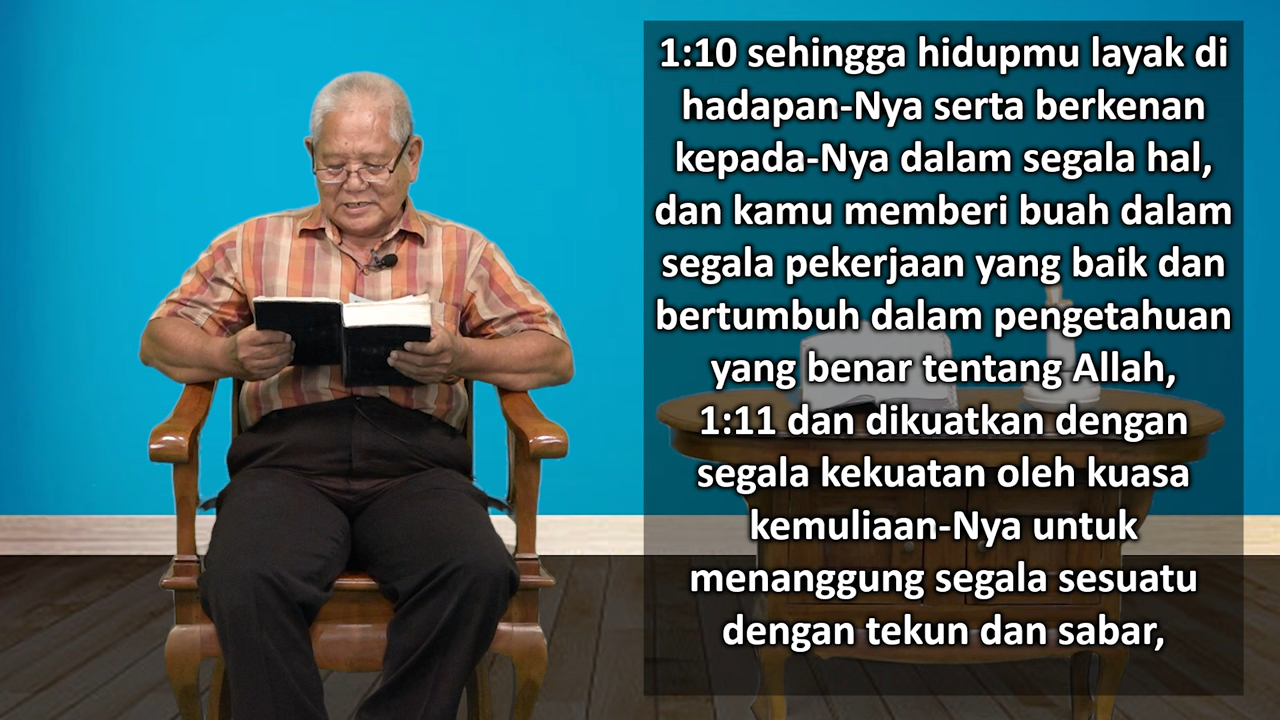 1:10 sehingga hidupmu layak di
hadapan-Nya serta berkenan
kepada-Nya dalam segala hal,
dan kamu memberi buah dalam
segala pekerjaan yang baik dan
bertumbuh dalam pengetahuan
yang benar tentang Allah,
1:11 dan dikuatkan dengan
segala kekuatan oleh kuasa
kemuliaan-Nya untuk
menanggung segala sesuatu
dengan tekun dan sabar,